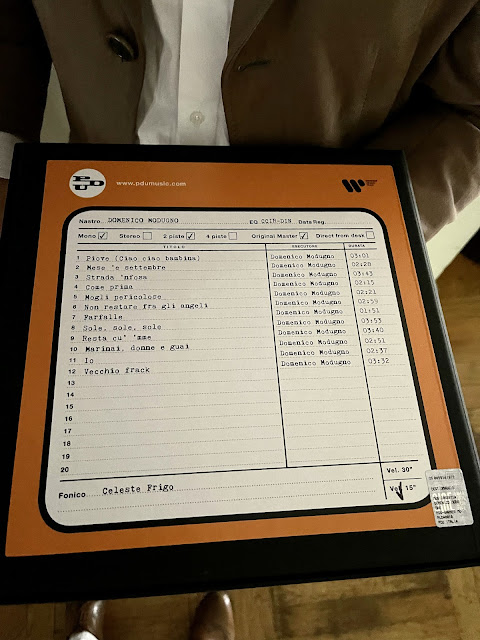 PDU
www.pdumusic.com
Nastro DOMENICO MODUGNO EQ CCIR-DIN Data Reg.
Mono ✓ Stereo 2 piste ✓ 4 piste Original Master ✓ Direct from desk
TITOLO ESECUTORE DURATA
1 Piove (Ciao ciao bambina) Domenico Modugno 03:01
2 Mese 'e settembre Domenico Modugno 02:20
3 Strada 'nfosa Domenico Modugno 03:43
4 Come prima Domenico Modugno 02:15
5 Mogli pericolose Domenico Modugno 02:21
6 Non restare fra gli angeli Domenico Modugno 02:59
7 Farfalle Domenico Modugno 01:51
8 Sole, sole, sole Domenico Modugno 03:53
9 Resta cu' 'mme Domenico Modugno 03:40
10 Marinai, donne e guai Domenico Modugno 02:51
11 Io Domenico Modugno 02:37
12 Vecchio frack Domenico Modugno 03:32
13
14
15
16
17
18
19
20
Vel. 30"
Fonico Celeste Frigo Vel. 15"